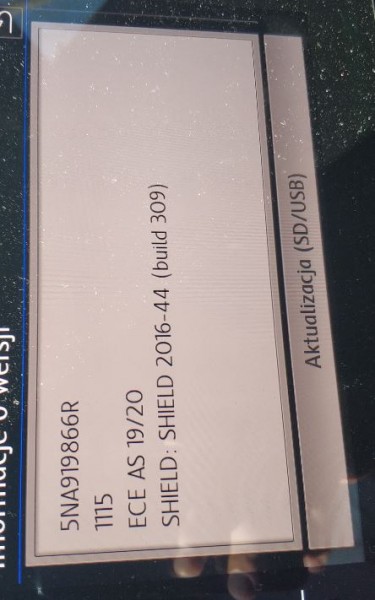 Informacje o wersji
5NA919866R
1115
ECE AS 19/20
SHIELD: SHIELD 2016-44 (build 309)
Aktualizacja (SD/USB)